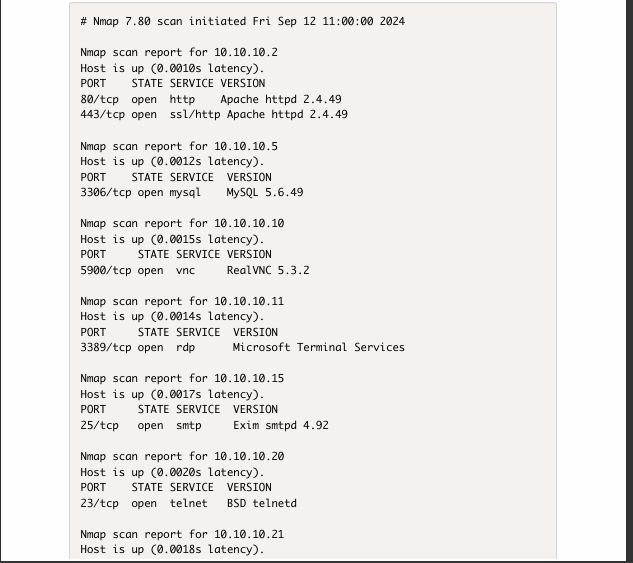 # Nmap 7.80 scan initiated Fri Sep 12 11:00:00 2024
Nmap scan report for 10.10.10.2
Host is up (0.0010s latency).
PORT    STATE SERVICE VERSION
80/tcp  open  http    Apache httpd 2.4.49
443/tcp open  ssl/http Apache httpd 2.4.49
Nmap scan report for 10.10.10.5
Host is up (0.0012s latency).
PORT    STATE SERVICE  VERSION
3306/tcp open mysql    MySQL 5.6.49
Nmap scan report for 10.10.10.10
Host is up (0.0015s latency).
PORT     STATE SERVICE  VERSION
5900/tcp open  vnc     RealVNC 5.3.2
Nmap scan report for 10.10.10.11
Host is up (0.0014s latency).
PORT     STATE SERVICE  VERSION
3389/tcp open  rdp      Microsoft Terminal Services
Nmap scan report for 10.10.10.15
Host is up (0.0017s latency).
PORT     STATE SERVICE  VERSION
25/tcp   open  smtp     Exim smtpd 4.92
Nmap scan report for 10.10.10.20
Host is up (0.0020s latency).
PORT    STATE SERVICE  VERSION
23/tcp  open  telnet   BSD telnetd
Nmap scan report for 10.10.10.21
Host is up (0.0018s latency).